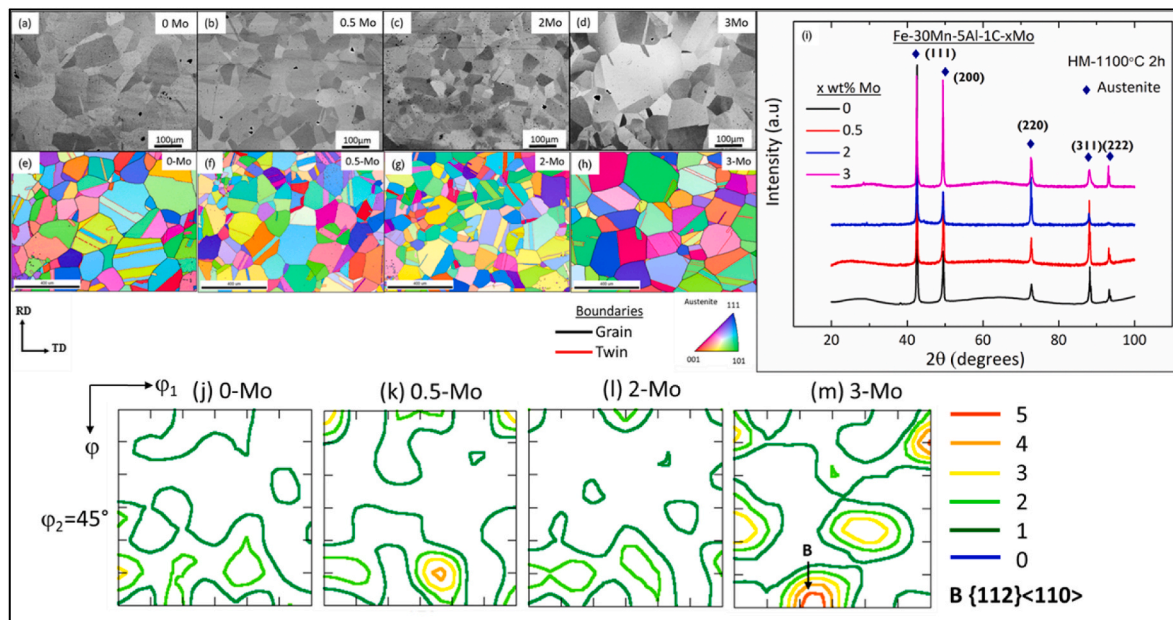 (a) 0 Mo
100µm
(b) 0.5 Mo
100µm
(c) 2Mo
100µm
(d) 3Mo
100µm
(e) 0-Mo
(f) 0.5-Mo
(g) 2-Mo
(h) 3-Mo
RD
TD
Boundaries
Grain
Twin
Austenite
111
001
101
(i)
Fe-30Mn-5Al-1C-xMo
(111)
HM-1100°C 2h
(200)
Austenite
x wt% Mo
0
0.5
2
3
(220)
(311)(222)
Intensity (a.u)
20 40 60 80 100
2θ (degrees)
φ1
φ
φ2=45°
(j) 0-Mo
(k) 0.5-Mo
(l) 2-Mo
(m) 3-Mo
B
5
4
3
2
1
0
B {112}<110>